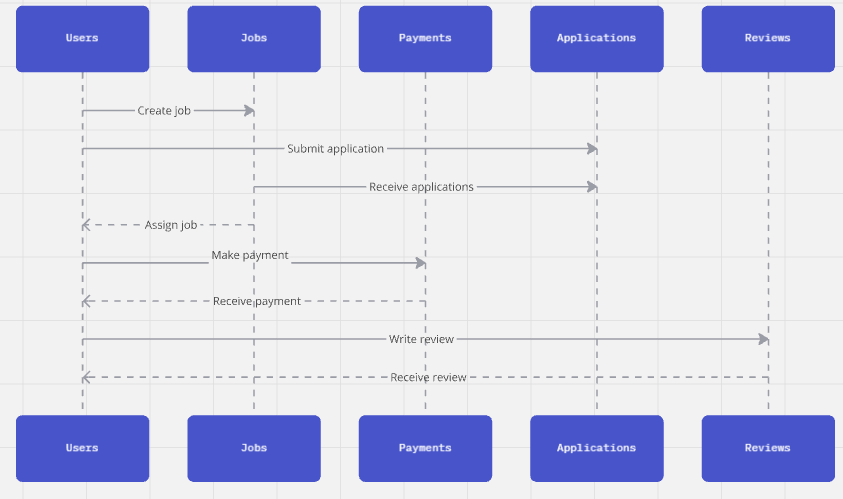 Users
Jobs
Payments
Applications
Reviews
Create job
Submit application
Receive applications
Assign job
Make payment
Receive payment
Write review
Receive review
Users
Jobs
Payments
Applications
Reviews